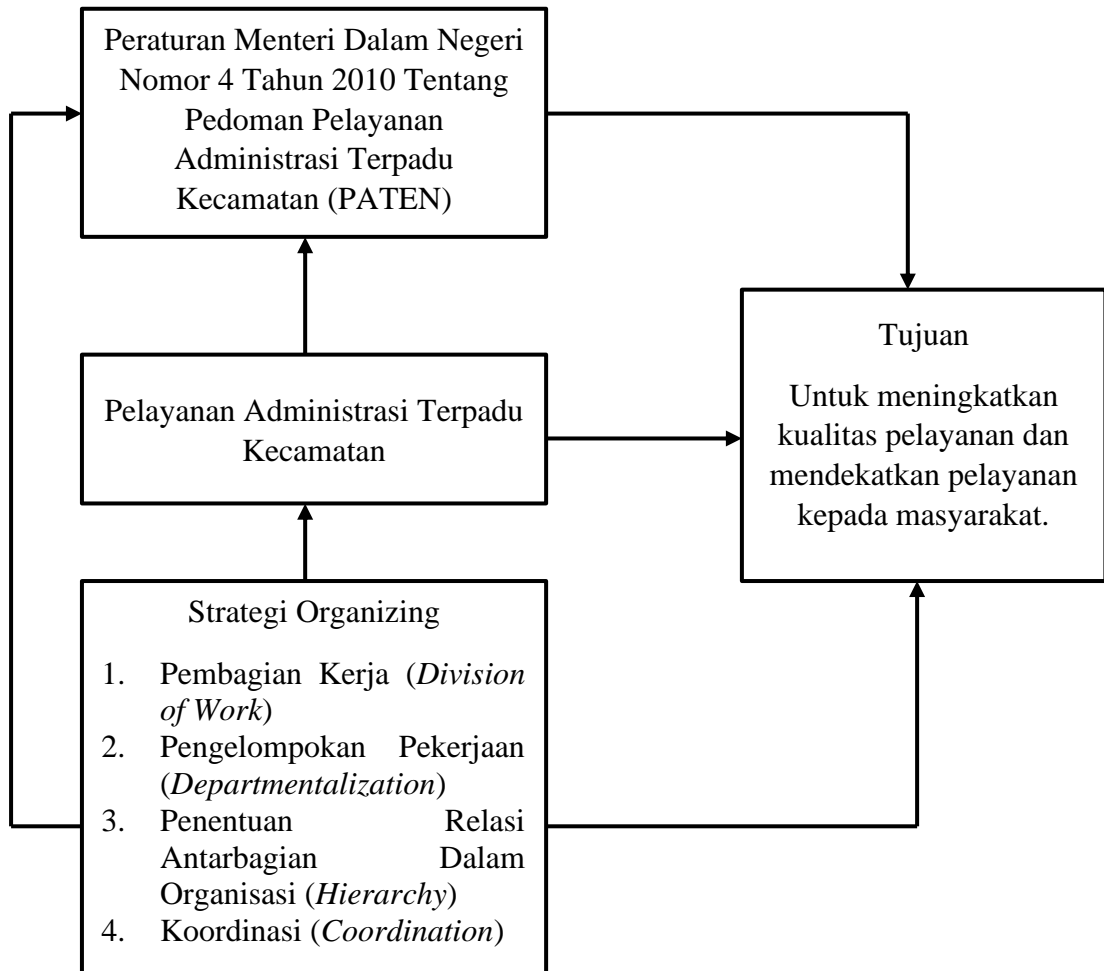 Peraturan Menteri Dalam Negeri
Nomor 4 Tahun 2010 Tentang
Pedoman Pelayanan
Administrasi Terpadu
Kecamatan (PATEN)
Tujuan
Untuk meningkatkan
kualitas pelayanan dan
mendekatkan pelayanan
kepada masyarakat.
Pelayanan Administrasi Terpadu
Kecamatan
Strategi Organizing
1. Pembagian Kerja (Division
of Work)
2. Pengelompokan Pekerjaan
(Departmentalization)
3. Penentuan Relasi
Antarbagian Dalam
Organisasi (Hierarchy)
4. Koordinasi (Coordination)